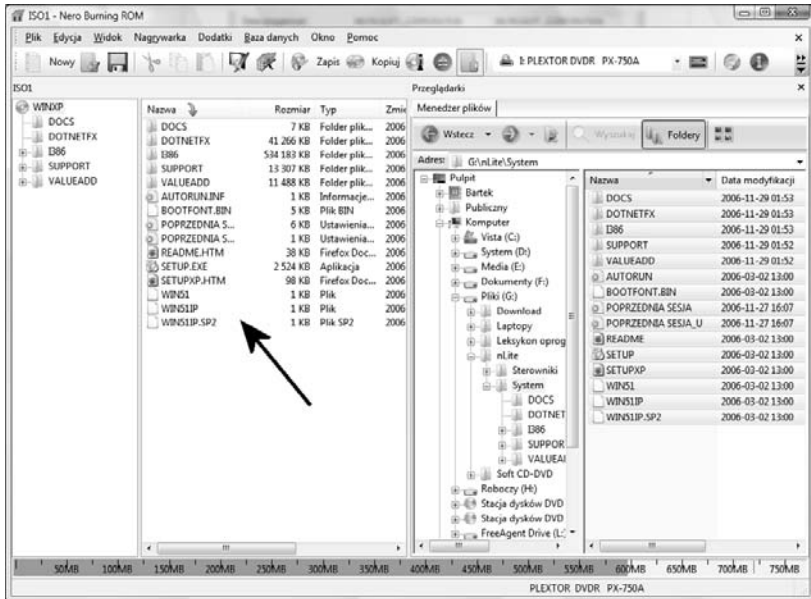 ISO1 - Nero Burning ROM
Plik Edycja Widok Nagrywarka Dodatki Baza danych Okno Pomoc
Nowy Zapis Kopiuj I: PLEXTOR DVDR PX-750A
ISO1
WINXP
DOCS
DOTNETFX
I386
SUPPORT
VALUEADD
Nazwa Rozmiar Typ Zmie
DOCS 7 KB Folder plik... 2006
DOTNETFX 41 266 KB Folder plik... 2006
I386 534 183 KB Folder plik... 2006
SUPPORT 13 307 KB Folder plik... 2006
VALUEADD 11 488 KB Folder plik... 2006
AUTORUN.INF 1 KB Informacje... 2006
BOOTFONT.BIN 5 KB Plik BIN 2006
POPRZEDNIA S... 6 KB Ustawienia... 2006
POPRZEDNIA S... 1 KB Ustawienia... 2006
README.HTM 38 KB Firefox Doc... 2006
SETUP.EXE 2 524 KB Aplikacja 2006
SETUPXP.HTM 98 KB Firefox Doc... 2006
WIN51 1 KB Plik 2006
WIN51IP 1 KB Plik 2006
WIN51IP.SP2 1 KB Plik SP2 2006
Przeglądarki
Menedżer plików
Wstecz Wyszukaj Foldery
Adres: G:\nLite\System
Pulpit
Bartek
Publiczny
Komputer
Vista (C:)
System (D:)
Media (E:)
Dokumenty (F:)
Pliki (G:)
Download
Laptopy
Leksykon oprog
nLite
Sterowniki
System
DOCS
DOTNET
I386
SUPPOR
VALUEAI
Soft CD-DVD
Roboczy (H:)
Stacja dysków DVD
Stacja dysków DVD
FreeAgent Drive (L:
Nazwa Data modyfikacji
DOCS 2006-11-29 01:53
DOTNETFX 2006-11-29 01:53
I386 2006-11-29 01:53
SUPPORT 2006-11-29 01:52
VALUEADD 2006-11-29 01:52
AUTORUN 2006-03-02 13:00
BOOTFONT.BIN 2006-03-02 13:00
POPRZEDNIA SESJA 2006-11-27 16:07
POPRZEDNIA SESJA_U 2006-11-27 16:07
README 2006-03-02 13:00
SETUP 2006-03-02 13:00
SETUPXP 2006-03-02 13:00
WIN51 2006-03-02 13:00
WIN51IP 2006-03-02 13:00
WIN51IP.SP2 2006-03-02 13:00
50MB 100MB 150MB 200MB 250MB 300MB 350MB 400MB 450MB 500MB 550MB 600MB 650MB 700MB 750MB
PLEXTOR DVDR PX-750A